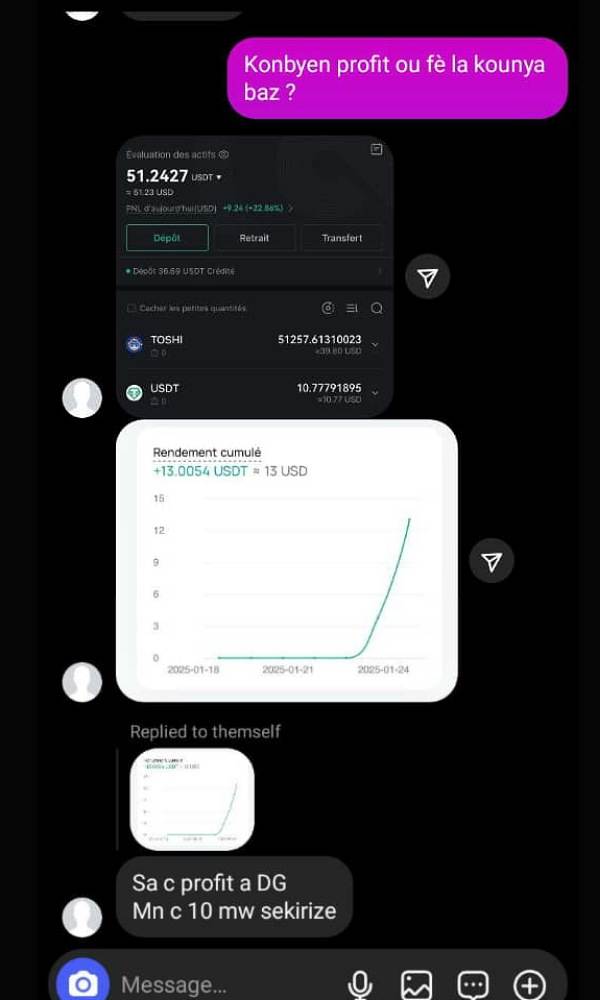 Konbyen profit ou fè la kounya
baz ?
Évaluation des actifs
51.2427 USDT
≈ 51.23 USD
PNL d'aujourd'hui(USD) +9.24 (+22.86%)
Dépôt Retrait Transfert
Dépôt 36.69 USDT Crédité
Cacher les petites quantités
TOSHI 51257.61310023
0 ≈39.80 USD
USDT 10.77791895
0 ≈10.77 USD
Rendement cumulé
+13.0054 USDT ≈ 13 USD
15
12
9
6
3
0
2025-01-18 2025-01-21 2025-01-24
Replied to themself
Sa c profit a DG
Mn c 10 mw sekirize
Message...